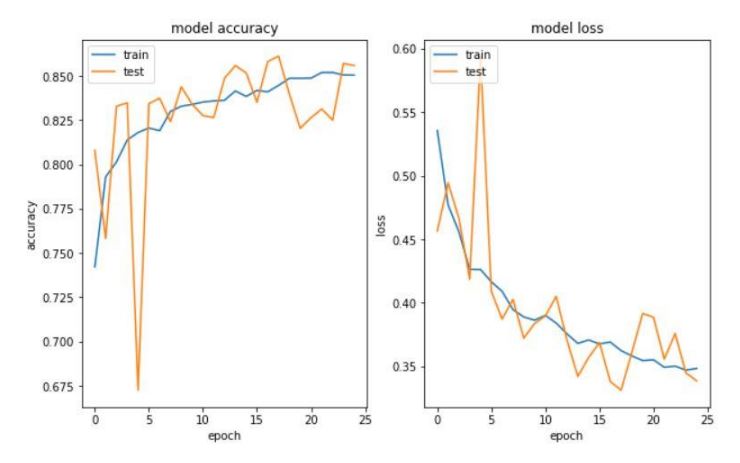 model accuracy
train
test
0.850
0.825
0.800
0.775
0.750
0.725
0.700
0.675
accuracy
0 5 10 15 20 25
epoch
model loss
train
test
0.60
0.55
0.50
0.45
0.40
0.35
loss
0 5 10 15 20 25
epoch